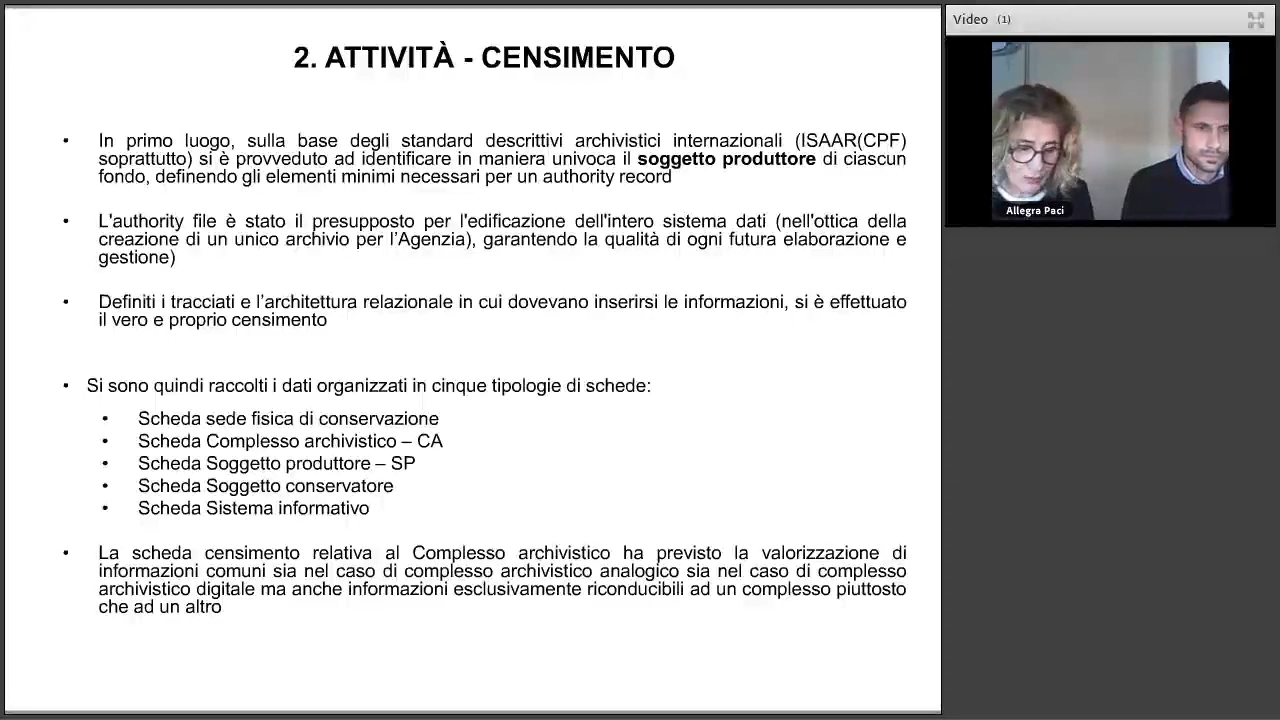 2. ATTIVITÀ - CENSIMENTO
• In primo luogo, sulla base degli standard descrittivi archivistici internazionali (ISAAR(CPF)
soprattutto) si è provveduto ad identificare in maniera univoca il soggetto produttore di ciascun
fondo, definendo gli elementi minimi necessari per un authority record
• L'authority file è stato il presupposto per l'edificazione dell'intero sistema dati (nell'ottica della
creazione di un unico archivio per l’Agenzia), garantendo la qualità di ogni futura elaborazione e
gestione)
• Definiti i tracciati e l’architettura relazionale in cui dovevano inserirsi le informazioni, si è effettuato
il vero e proprio censimento
• Si sono quindi raccolti i dati organizzati in cinque tipologie di schede:
• Scheda sede fisica di conservazione
• Scheda Complesso archivistico – CA
• Scheda Soggetto produttore – SP
• Scheda Soggetto conservatore
• Scheda Sistema informativo
• La scheda censimento relativa al Complesso archivistico ha previsto la valorizzazione di
informazioni comuni sia nel caso di complesso archivistico analogico sia nel caso di complesso
archivistico digitale ma anche informazioni esclusivamente riconducibili ad un complesso piuttosto
che ad un altro
Video (1)
Allegra Paci